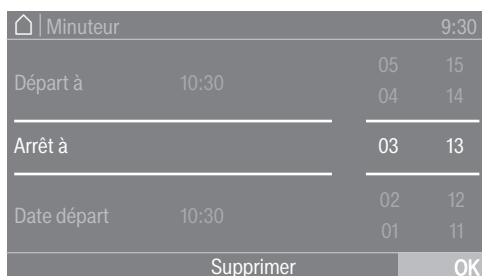 Minuteur 9:30
05 15
Départ à 10:30
04 14
Arrêt à 03 13
02 12
Date départ 10:30
01 11
Supprimer OK